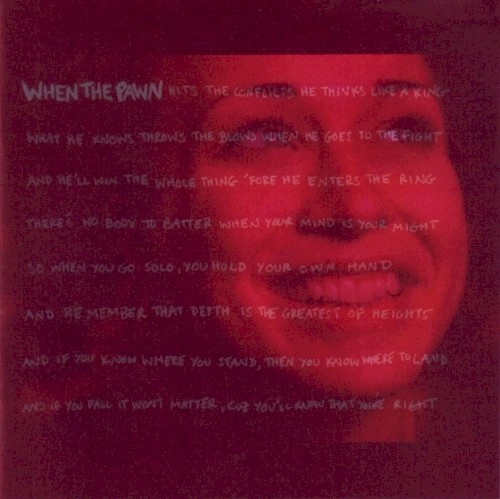 WHEN THE PAWN HITS THE CONFLICTS HE THINKS LIKE A KING
WHAT HE KNOWS THROWS THE BLOWS WHEN HE GOES TO THE FIGHT
AND HE'LL WIN THE WHOLE THING 'FORE HE ENTERS THE RING
THERE'S NO BODY TO BATTER WHEN YOUR MIND IS YOUR MIGHT
SO WHEN YOU GO SOLO, YOU HOLD YOUR OWN HAND
AND REMEMBER THAT DEPTH IS THE GREATEST OF HEIGHTS
AND IF YOU KNOW WHERE YOU STAND, THEN YOU KNOW WHERE TO LAND
AND IF YOU FALL IT WON'T MATTER, CUZ YOU'LL KNOW THAT YOU'RE RIGHT